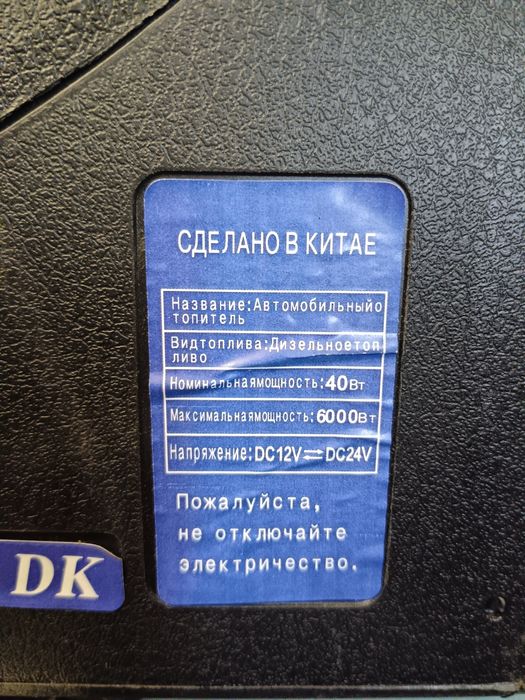 СДЕЛАНО В КИТАЕ
Название:Автомобильныйо
топитель
Видтоплива:Дизельноетоп
ливо
Номинальнаямощность:40Вт
Максимальнаямощность:6000Вт
Напряжение:DC12V⇌DC24V
Пожалуйста,
не отключайте
электричество.
DK